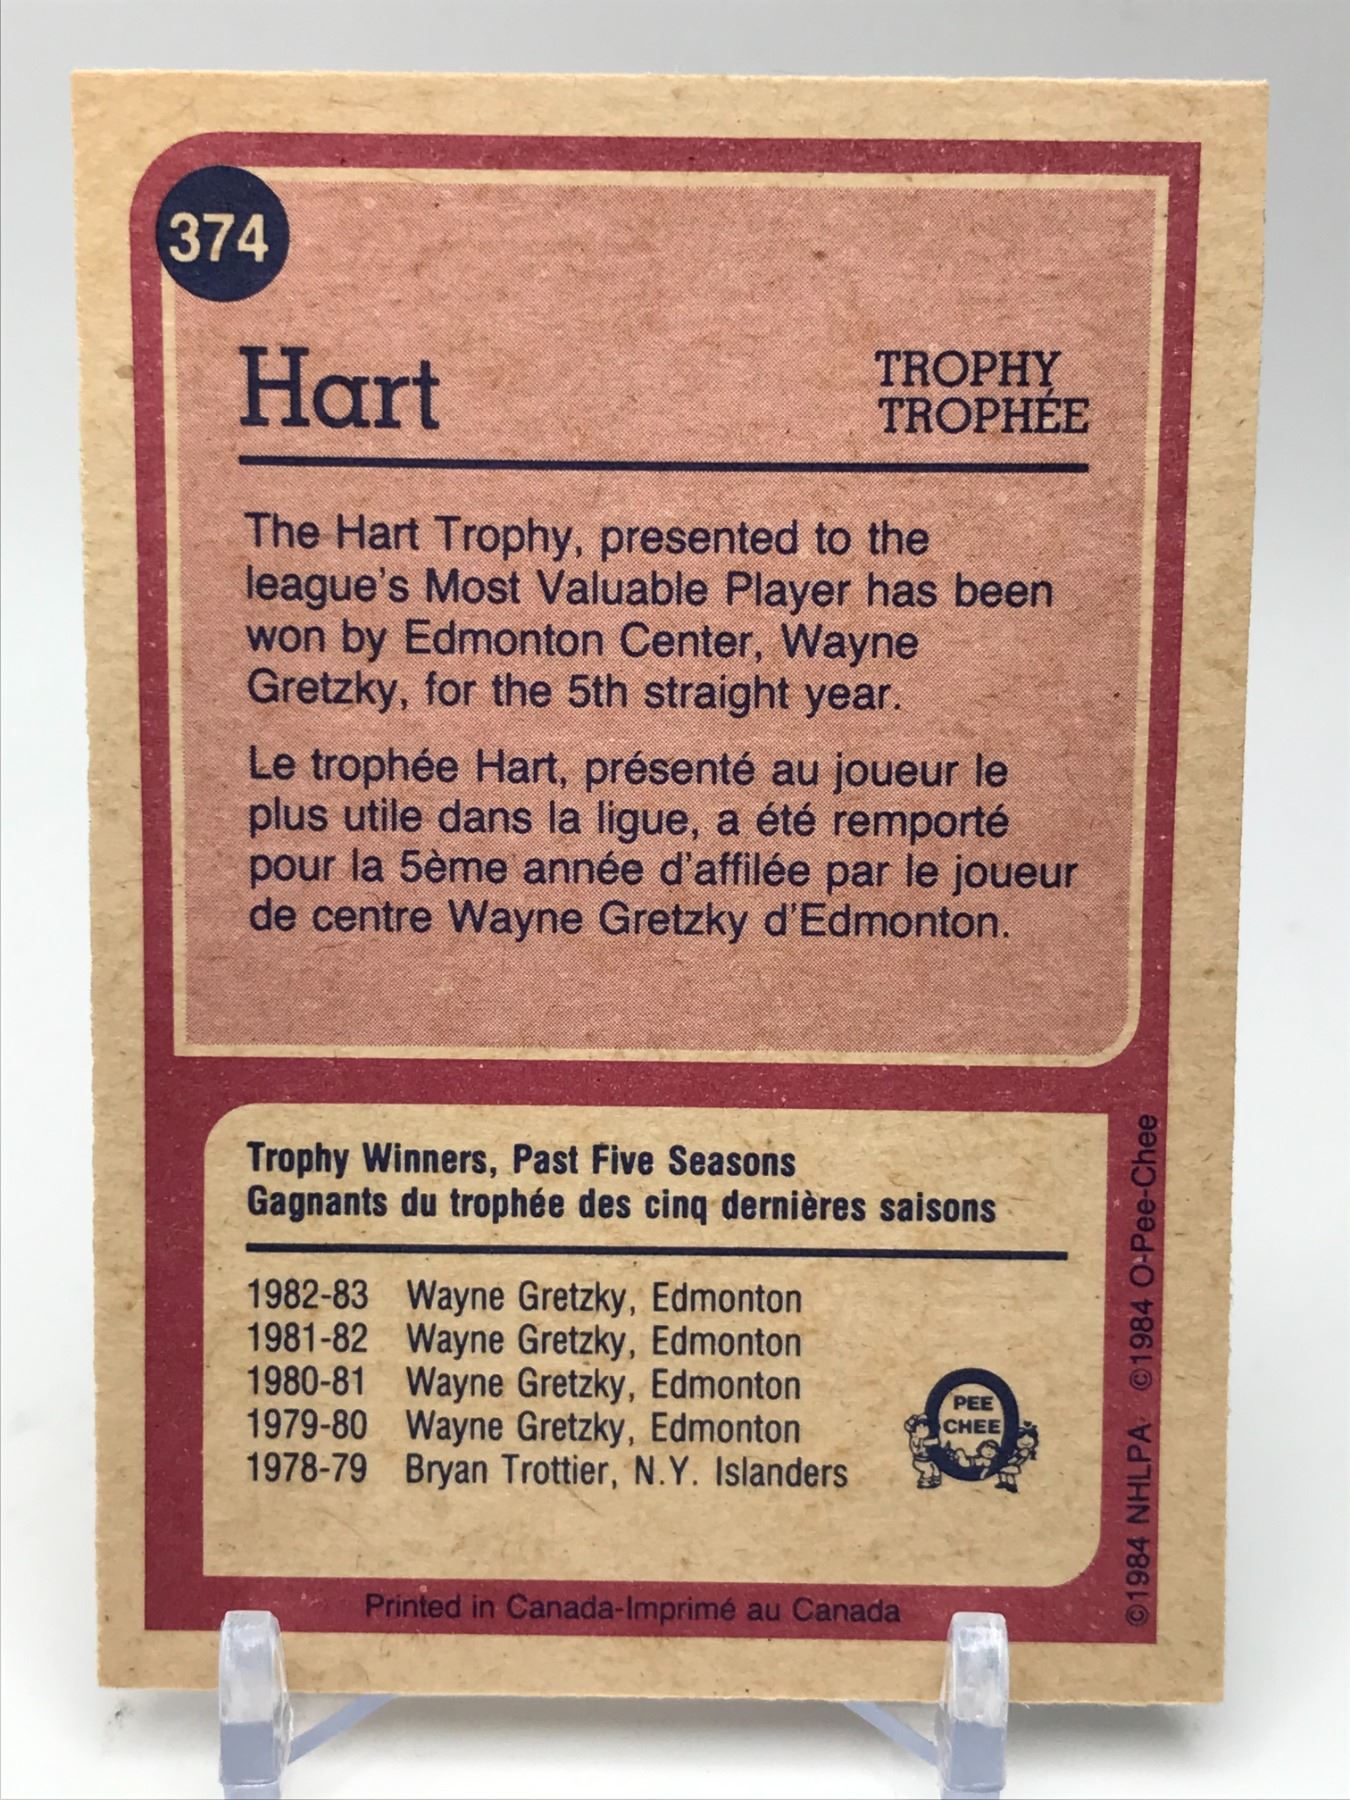 374
Hart
TROPHY
TROPHÉE
The Hart Trophy, presented to the
league's Most Valuable Player has been
won by Edmonton Center, Wayne
Gretzky, for the 5th straight year.
Le trophée Hart, présenté au joueur le
plus utile dans la ligue, a été remporté
pour la 5ème année d'affilée par le joueur
de centre Wayne Gretzky d'Edmonton.
Trophy Winners, Past Five Seasons
Gagnants du trophée des cinq dernières saisons
1982-83 Wayne Gretzky, Edmonton
1981-82 Wayne Gretzky, Edmonton
1980-81 Wayne Gretzky, Edmonton
1979-80 Wayne Gretzky, Edmonton
1978-79 Bryan Trottier, N.Y. Islanders
PEE
CHEE
Printed in Canada-Imprimé au Canada
©1984 NHLPA ©1984 O-Pee-Chee